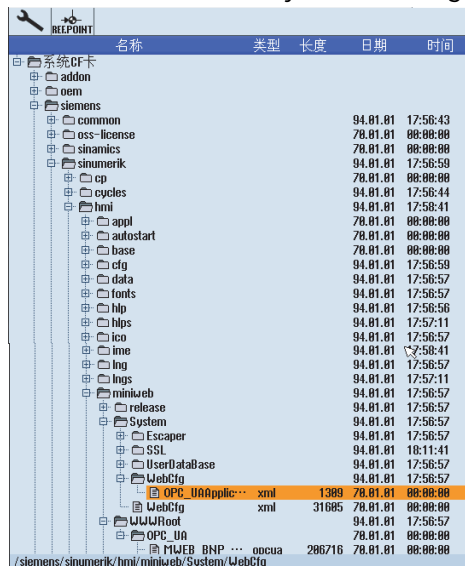 REF.POINT
名称 类型 长度 日期 时间
系统CF卡
addon
oem
siemens
common 94.01.01 17:56:43
oss-license 70.01.01 00:00:00
sinamics 70.01.01 00:00:00
sinumerik 94.01.01 17:56:59
cp 70.01.01 00:00:00
cycles 94.01.01 17:56:44
hmi 94.01.01 17:58:41
appl 70.01.01 00:00:00
autostart 70.01.01 00:00:00
base 70.01.01 00:00:00
cfg 94.01.01 17:56:59
data 94.01.01 17:56:57
fonts 94.01.01 17:56:57
hlp 94.01.01 17:56:56
hlps 94.01.01 17:57:11
ico 94.01.01 17:56:57
ime 94.01.01 17:58:41
lng 94.01.01 17:56:57
lngs 94.01.01 17:57:11
miniweb 94.01.01 17:56:57
release 94.01.01 17:56:57
System 94.01.01 17:56:57
Escaper 94.01.01 17:56:57
SSL 94.01.01 18:11:41
UserDataBase 94.01.01 17:56:57
WebCfg 94.01.01 17:56:57
OPC_UAApplic··· xml 1309 70.01.01 00:00:00
WebCfg xml 31605 70.01.01 00:00:00
WWWRoot 94.01.01 17:56:57
OPC_UA 70.01.01 00:00:00
MWEB BNP ··· opcua 206716 70.01.01 00:00:00
/siemens/sinumerik/hmi/miniweb/System/WebCfg